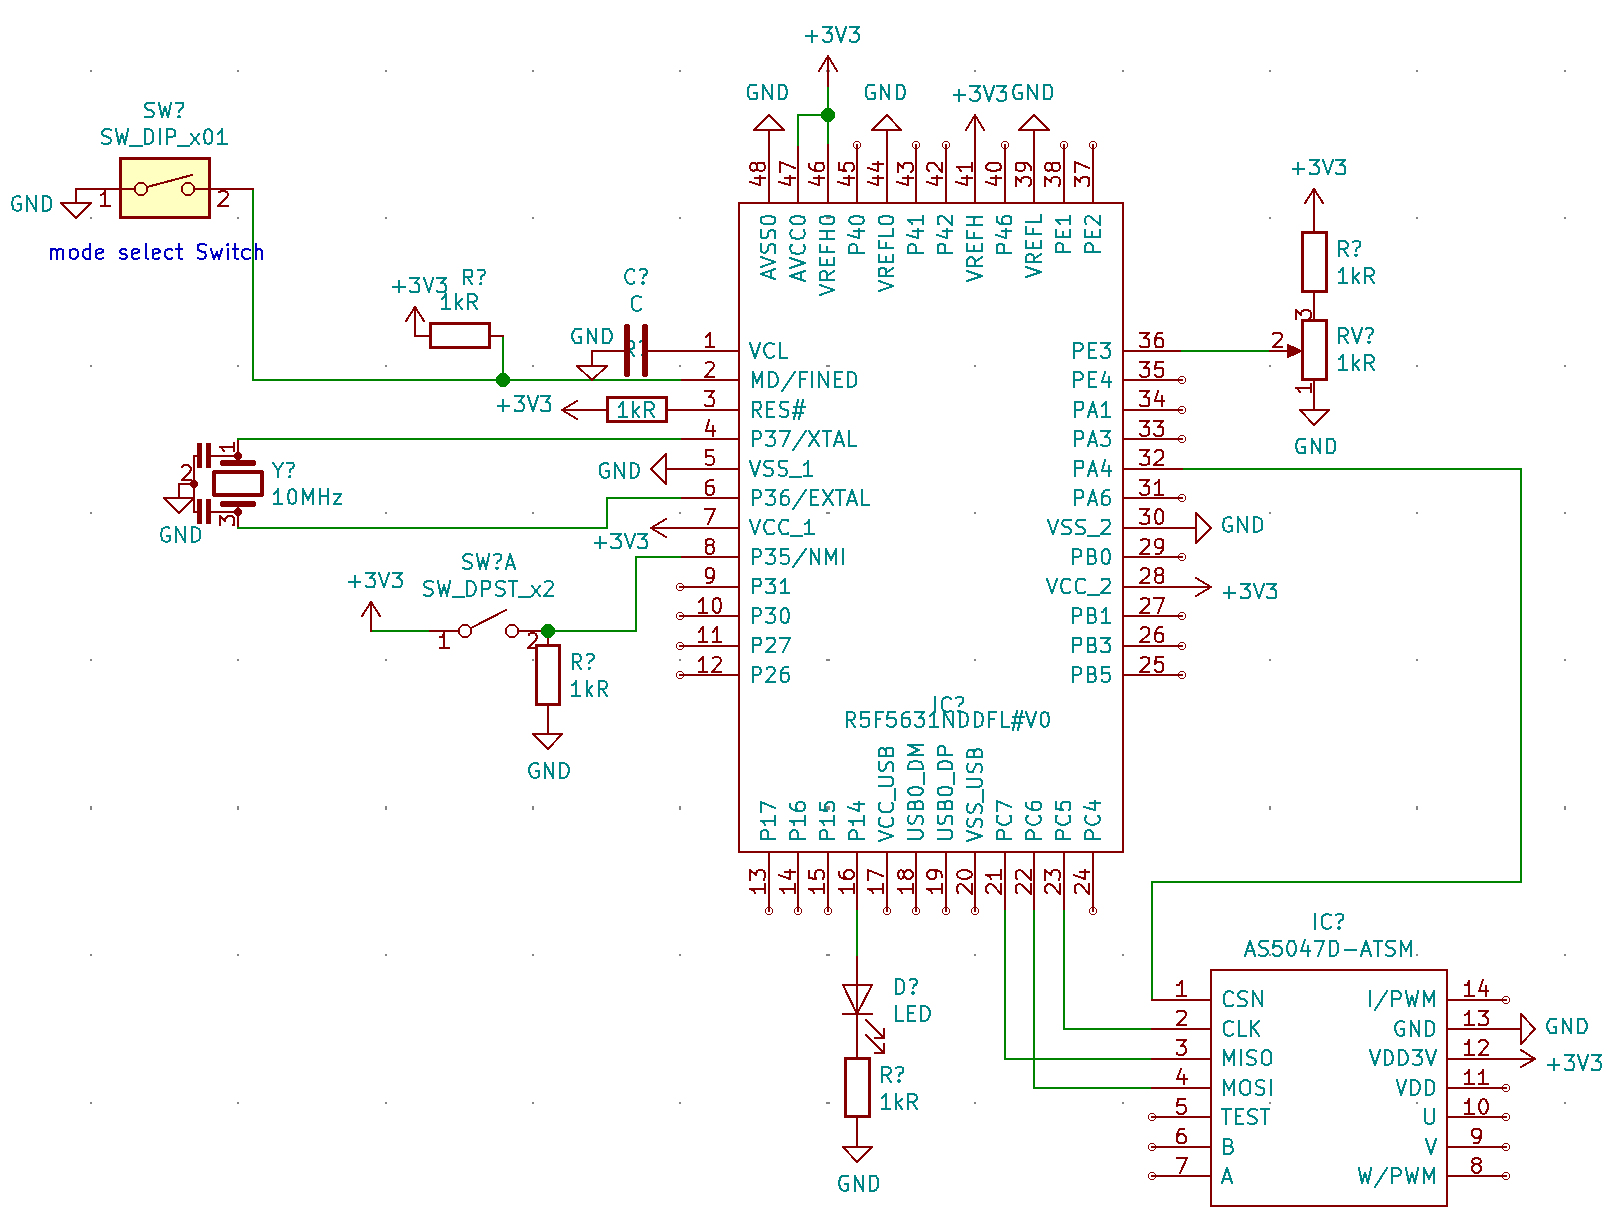 +3V3
GND
GND
+3V3
GND
48
47
46
45
44
43
42
41
40
39
38
37
AVSS0
AVCC0
VREFH0
P40
VREFL0
P41
P42
VREFH
P46
VREFL
PE1
PE2
SW?
SW_DIP_x01
GND
1
2
mode select Switch
+3V3
R?
1kR
C?
C
GND
R?
+3V3
1kR
1
VCL
2
MD/FINED
3
RES#
4
P37/XTAL
5
VSS_1
6
P36/EXTAL
7
VCC_1
8
P35/NMI
9
P31
10
P30
11
P27
12
P26
GND
+3V3
1
2
3
Y?
10MHz
GND
SW?A
SW_DPST_x2
+3V3
1
2
R?
1kR
GND
+3V3
R?
1kR
3
RV?
1kR
2
1
GND
36
PE3
35
PE4
34
PA1
33
PA3
32
PA4
31
PA6
30
VSS_2
GND
29
PB0
28
VCC_2
+3V3
27
PB1
26
PB3
25
PB5
IC?
R5F5631NDDFL#V0
P17
P16
P15
P14
VCC_USB
USB0_DM
USB0_DP
VSS_USB
PC7
PC6
PC5
PC4
13
14
15
16
17
18
19
20
21
22
23
24
D?
LED
R?
1kR
GND
IC?
AS5047D-ATSM
1
CSN
2
CLK
3
MISO
4
MOSI
5
TEST
6
B
7
A
I/PWM
14
GND
13
GND
VDD3V
12
+3V3
VDD
11
U
10
V
9
W/PWM
8